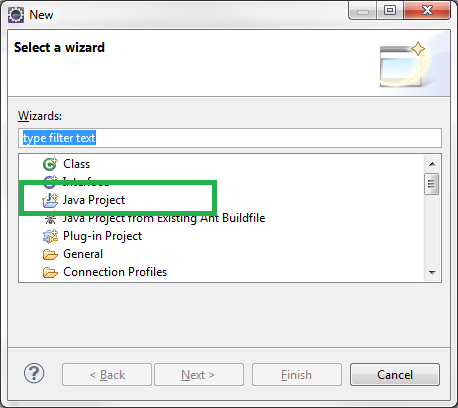 New
Select a wizard
Wizards:
type filter text
Class
Interface
Java Project
Java Project from Existing Ant Buildfile
Plug-in Project
General
Connection Profiles
? < Back Next > Finish Cancel